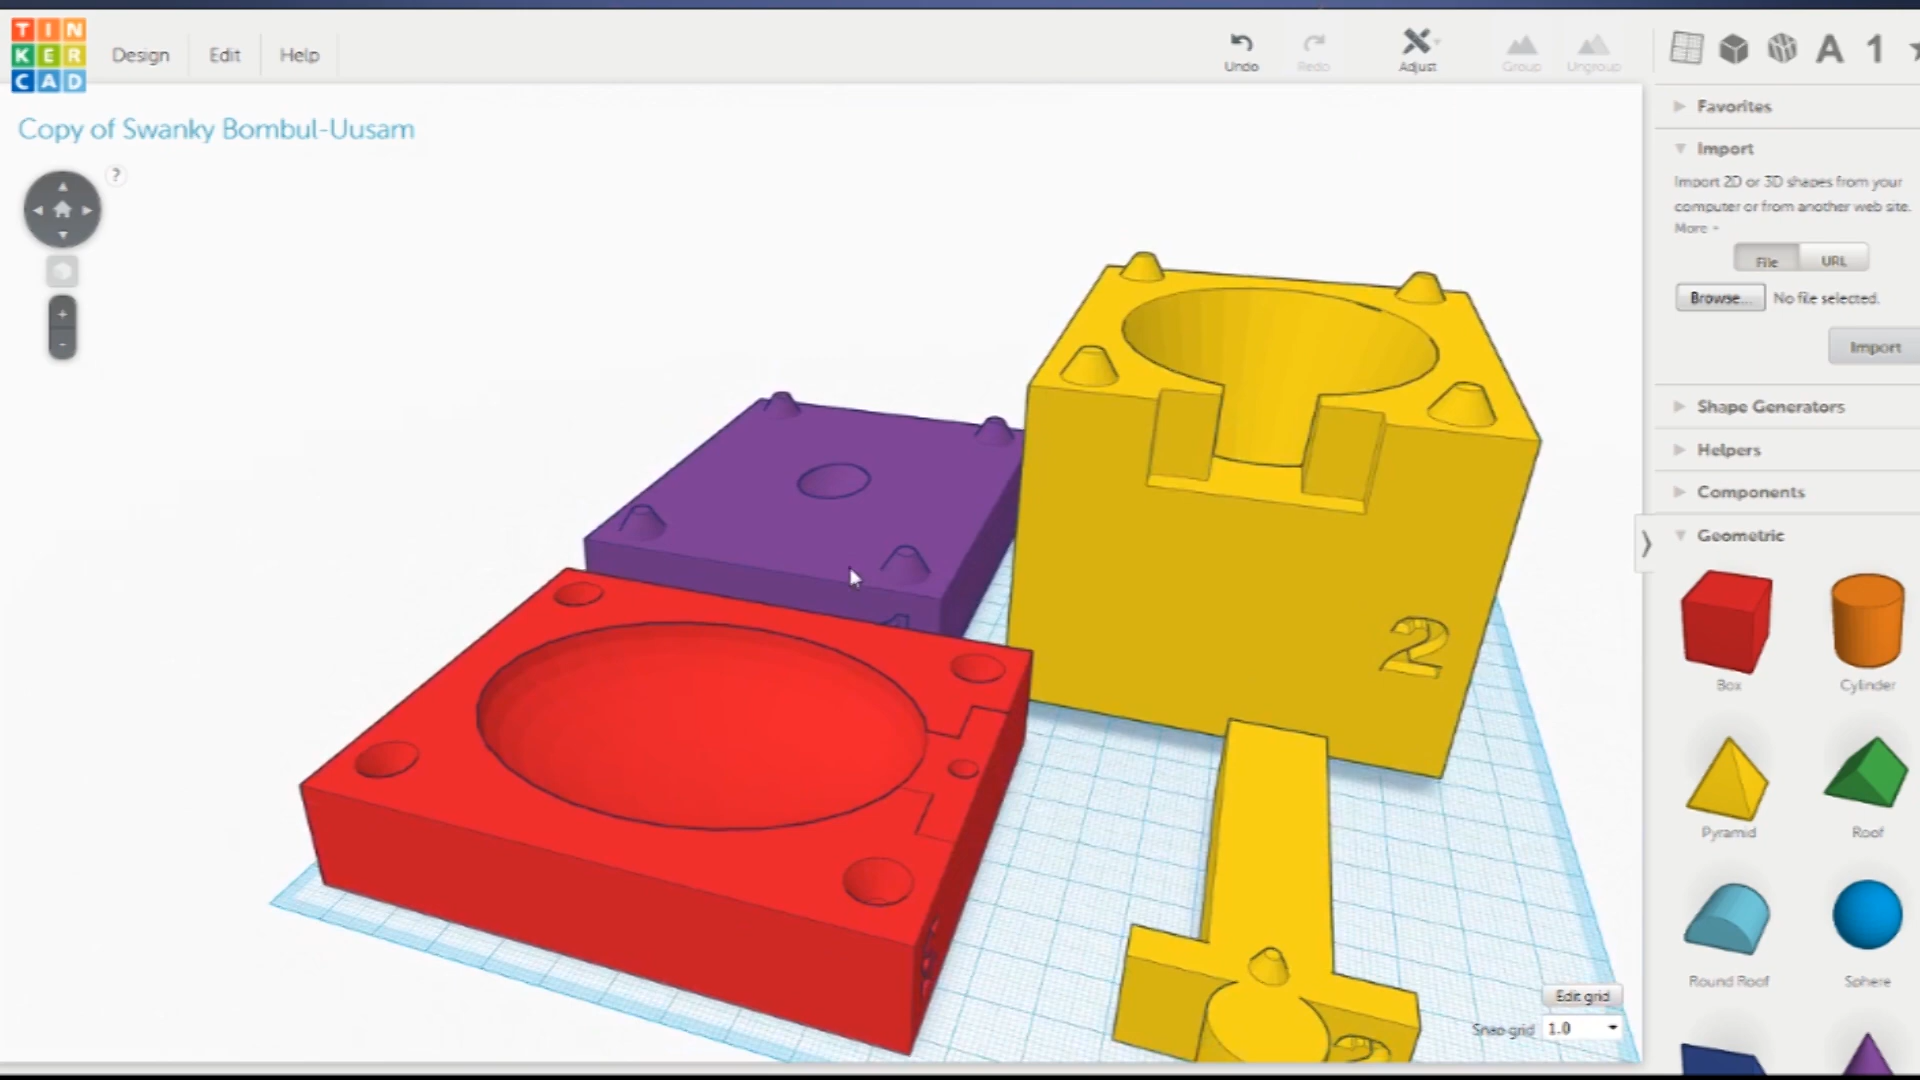 TIN
KER
CAD
Design
Edit
Help
Undo
Redo
Adjust
Group
Ungroup
A
1
Copy of Swanky Bombul-Uusam
?
Favorites
Import
Import 2D or 3D shapes from your
computer or from another web site.
More
File
URL
Browse...
No file selected.
Import
Shape Generators
Helpers
Components
Geometric
Box
Cylinder
Pyramid
Roof
Round Roof
Sphere
1
2
2
Edit grid
Snap grid
1.0